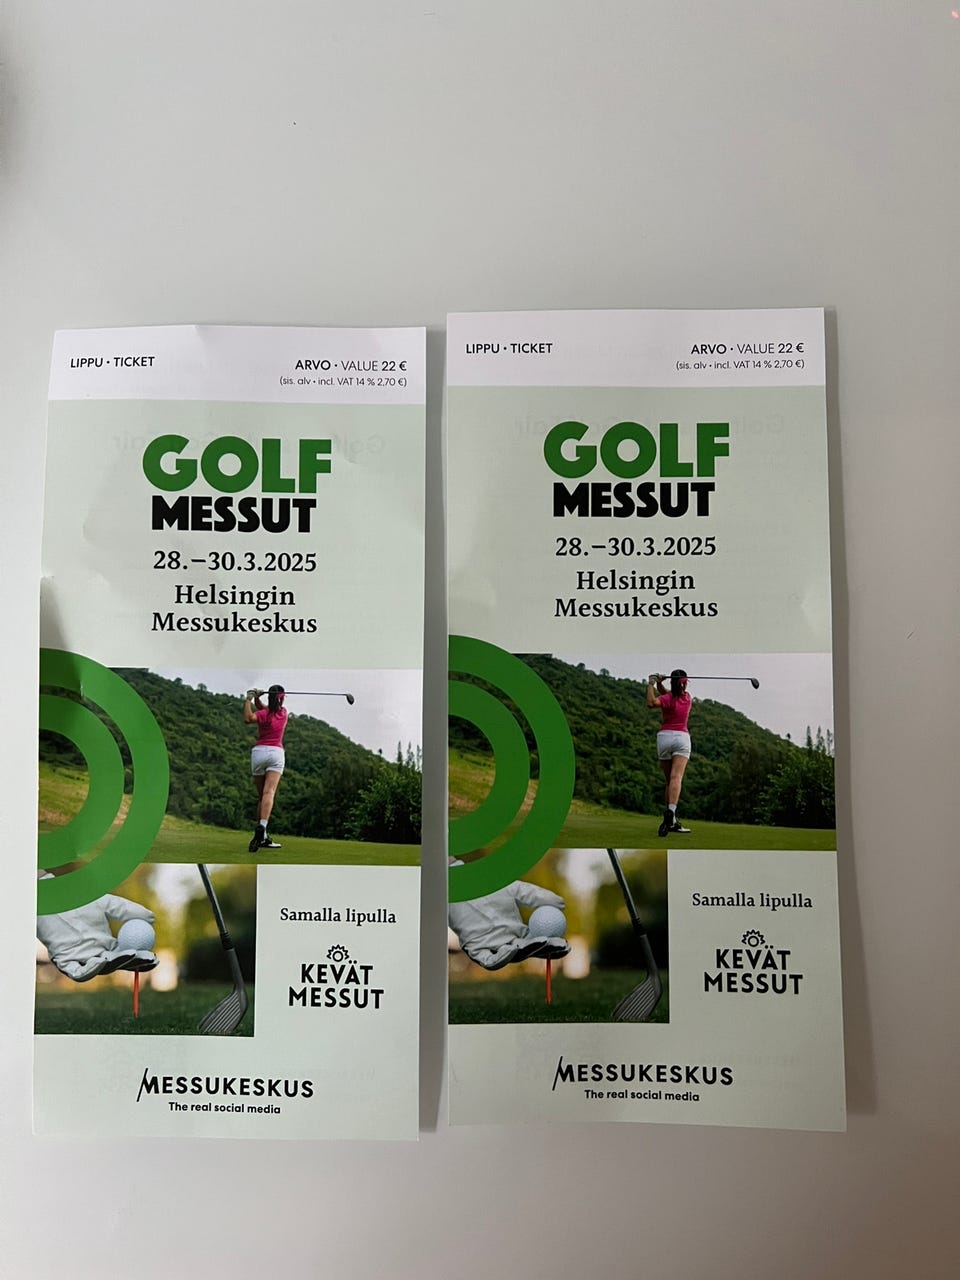 LIPPU • TICKET
ARVO • VALUE 22 €
(sis. alv • incl. VAT 14 % 2,70 €)
GOLF
MESSUT
28.–30.3.2025
Helsingin
Messukeskus
Samalla lipulla
KEVÄT
MESSUT
MESSUKESKUS
The real social media
LIPPU • TICKET
ARVO • VALUE 22 €
(sis. alv • incl. VAT 14 % 2,70 €)
GOLF
MESSUT
28.–30.3.2025
Helsingin
Messukeskus
Samalla lipulla
KEVÄT
MESSUT
MESSUKESKUS
The real social media